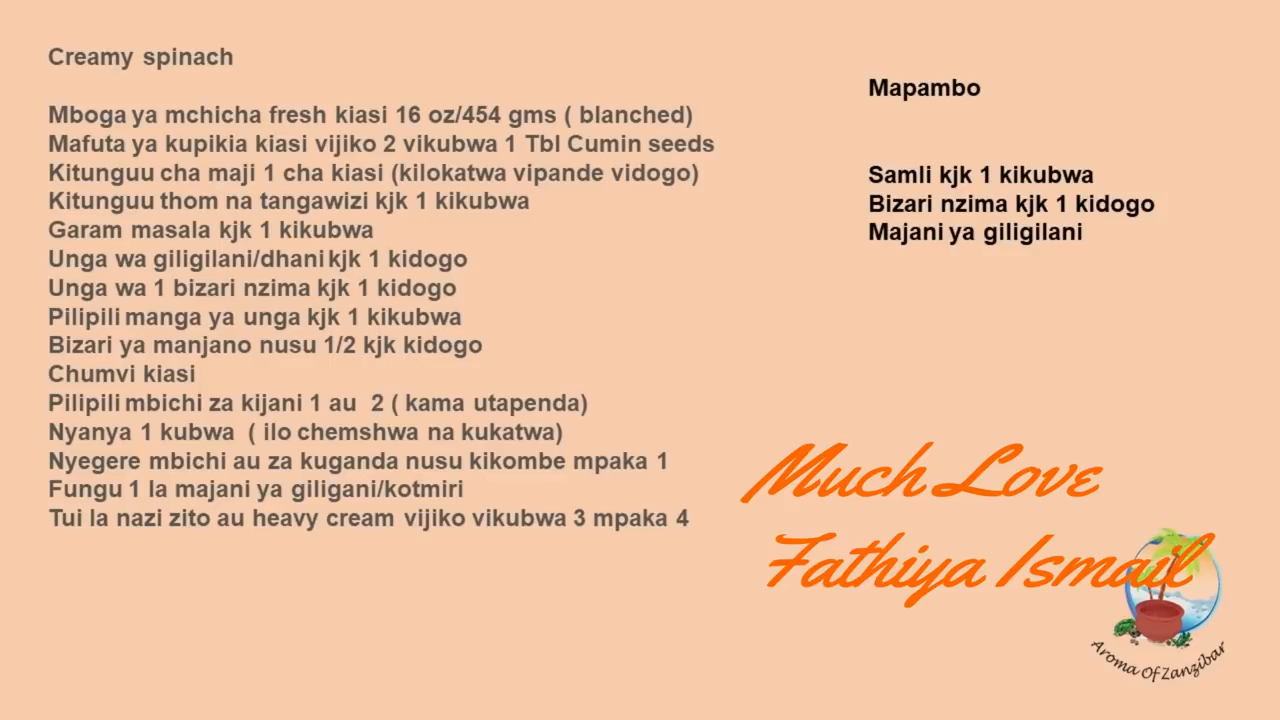 Creamy spinach
Mboga ya mchicha fresh kiasi 16 oz/454 gms ( blanched)
Mafuta ya kupikia kiasi vijiko 2 vikubwa 1 Tbl Cumin seeds
Kitunguu cha maji 1 cha kiasi (kilokatwa vipande vidogo)
Kitunguu thom na tangawizi kjk 1 kikubwa
Garam masala kjk 1 kikubwa
Unga wa giligilani/dhani kjk 1 kidogo
Unga wa 1 bizari nzima kjk 1 kidogo
Pilipili manga ya unga kjk 1 kikubwa
Bizari ya manjano nusu 1/2 kjk kidogo
Chumvi kiasi
Pilipili mbichi za kijani 1 au 2 ( kama utapenda)
Nyanya 1 kubwa ( ilo chemshwa na kukatwa)
Nyegere mbichi au za kuganda nusu kikombe mpaka 1
Fungu 1 la majani ya giligani/kotmiri
Tui la nazi zito au heavy cream vijiko vikubwa 3 mpaka 4
Mapambo
Samli kjk 1 kikubwa
Bizari nzima kjk 1 kidogo
Majani ya giligilani
Much Love
Fathiya Ismail
Aroma Of Zanzibar